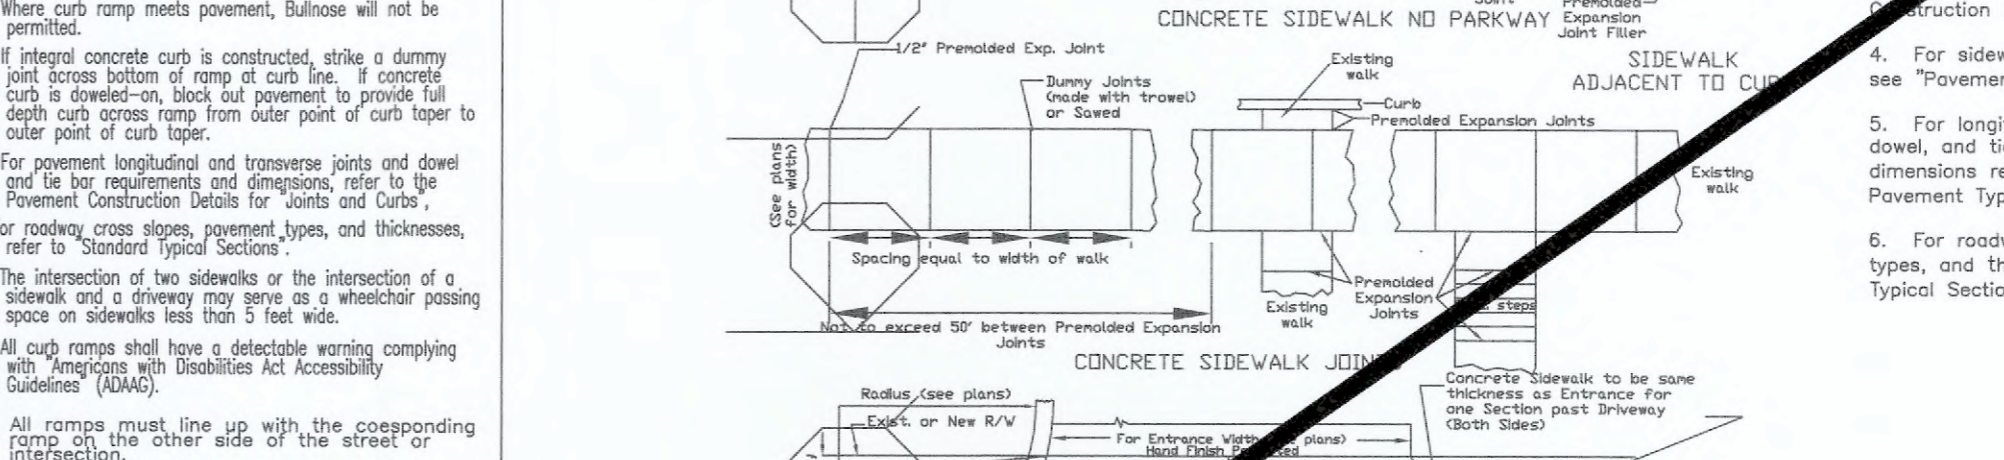 Where curb ramp meets pavement, Bullnose will not be
permitted.
If integral concrete curb is constructed, strike a dummy
joint across bottom of ramp at curb line. If concrete
curb is doweled-on, block out pavement to provide full
depth curb across ramp from outer point of curb taper to
outer point of curb taper.
For pavement longitudinal and transverse joints and dowel
and tie bar requirements and dimensions, refer to the
Pavement Construction Details for "Joints and Curbs",
or roadway cross slopes, pavement types, and thicknesses,
refer to "Standard Typical Sections".
The intersection of two sidewalks or the intersection of a
sidewalk and a driveway may serve as a wheelchair passing
space on sidewalks less than 5 feet wide.
All curb ramps shall have a detectable warning complying
with "Americans with Disabilities Act Accessibility
Guidelines" (ADAAG).
All ramps must line up with the coesponding
ramp on the other side of the street or
intersection.
CONCRETE SIDEWALK NO PARKWAY
Premolded
Expansion
Joint Filler
1/2" Premolded Exp. Joint
Dummy Joints
(made with trowel)
or Sawed
Existing
walk
Curb
Premolded Expansion Joints
SIDEWALK
ADJACENT TO
(See plans
for width)
Existing
walk
Spacing equal to width of walk
Premolded
Expansion
Joints
Existing
walk
steps
Not to exceed 50' between Premolded Expansion
Joints
CONCRETE SIDEWALK
Concrete Sidewalk to be same
thickness as Entrance for
one Section past Driveway
(Both Sides)
Radius (see plans)
Exist. or New R/W
For Entrance Width plans)
Hand Finish
4. For
see
5. For
dowel, and
dimensions
Pavement
6. For
types, and
Typical